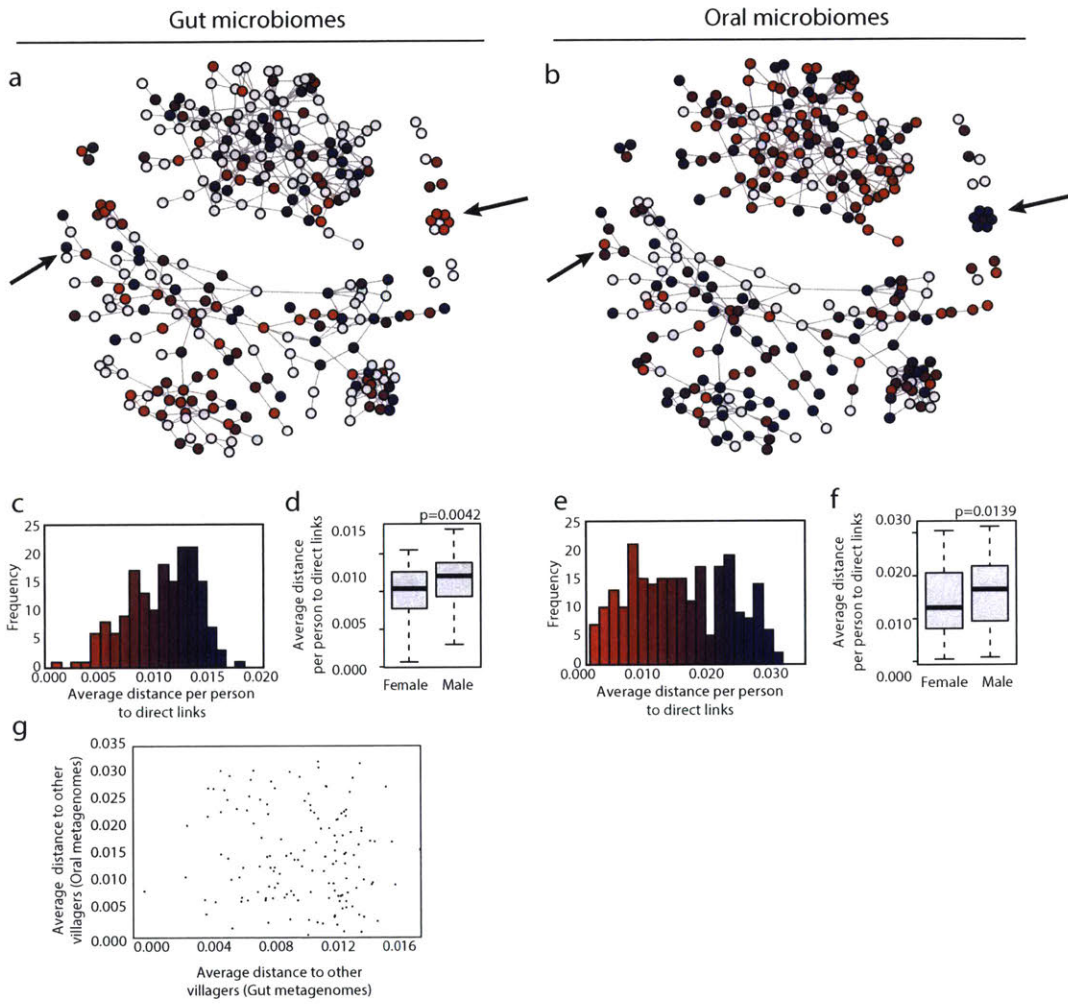 Gut microbiomes
Oral microbiomes
a
b
c
25
20
15
10
5
0
Frequency
0.000 0.005 0.010 0.015 0.020
Average distance per person
to direct links
d
p=0.0042
0.015
0.010
0.005
0.000
Average distance
per person to direct links
Female Male
e
25
20
15
10
5
0
Frequency
0.000 0.010 0.020 0.030
Average distance per person
to direct links
f
p=0.0139
0.030
0.020
0.010
0.000
Average distance
per person to direct links
Female Male
g
0.035
0.030
0.025
0.020
0.015
0.010
0.005
0.000
Average distance to other
villagers (Oral metagenomes)
0.000 0.004 0.008 0.012 0.016
Average distance to other
villagers (Gut metagenomes)